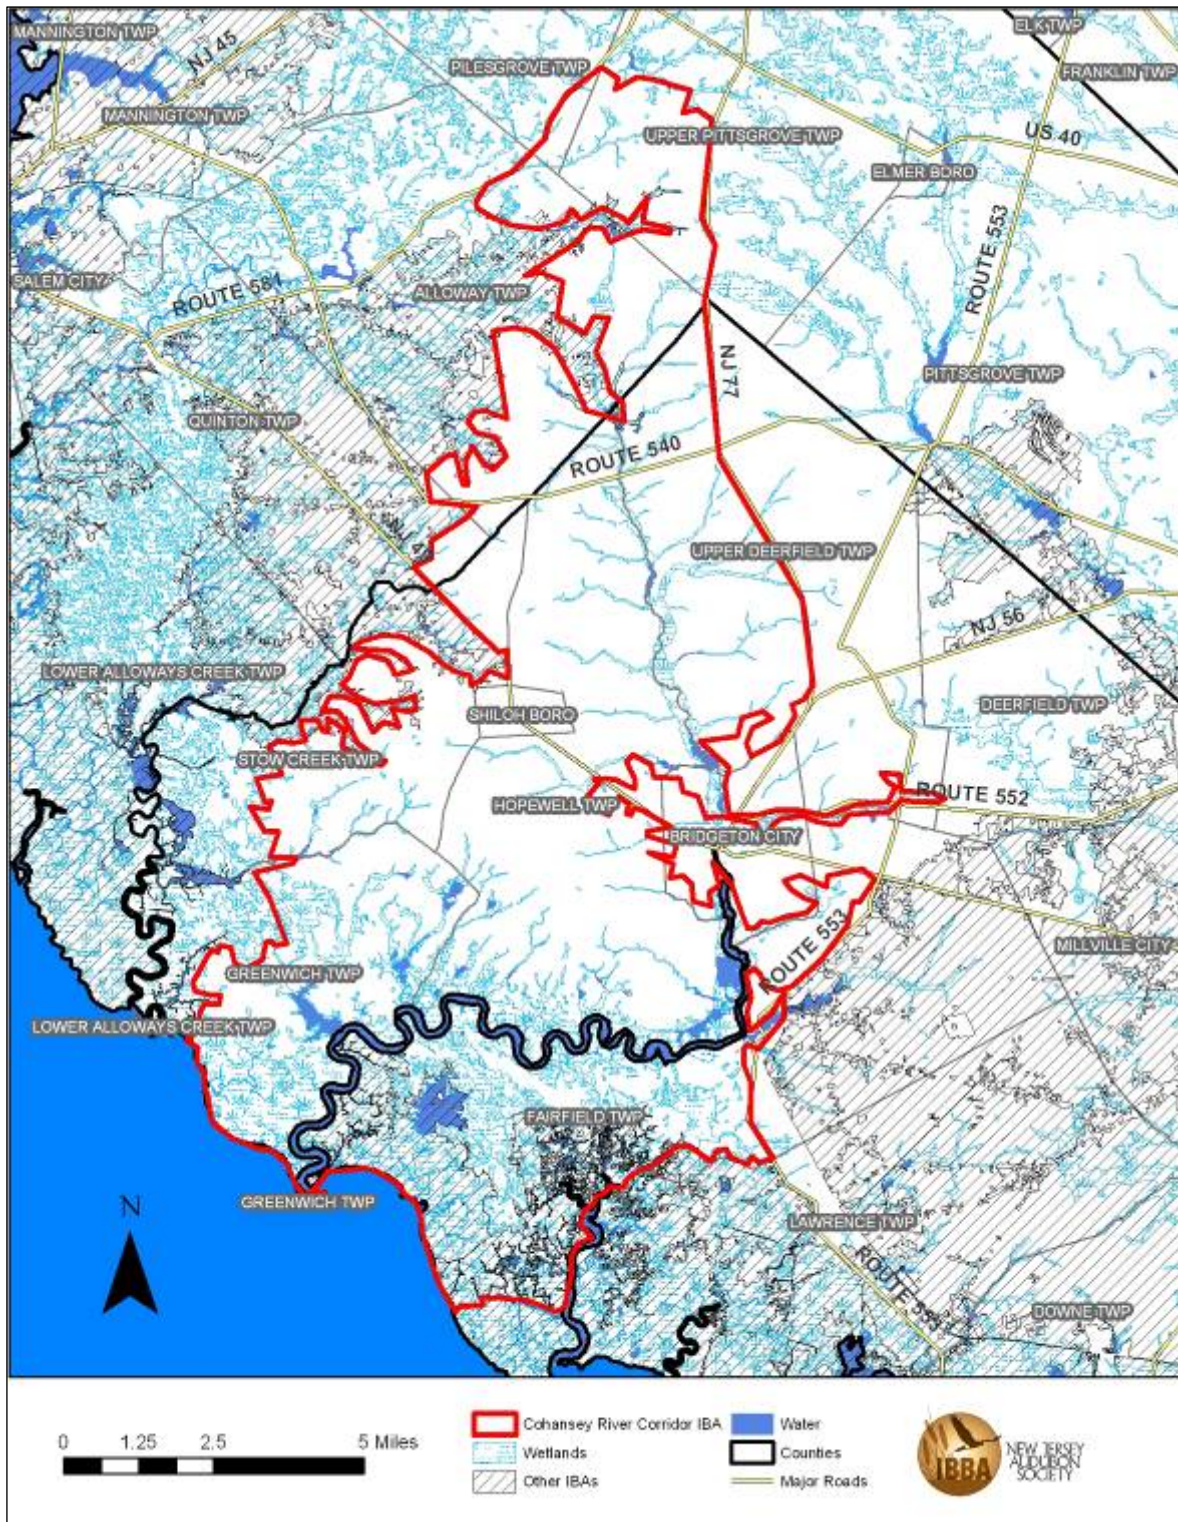 MANNINGTON TWP
ELK TWP
NJ 45
PILESGROVE TWP
FRANKLIN TWP
MANNINGTON TWP
UPPER PITTSGROVE TWP
US 40
ELMER BORO
ROUTE 553
SALEM CITY
ROUTE 581
ALLOWAY TWP
NJ 77
PITTSGROVE TWP
QUINTON TWP
ROUTE 540
UPPER DEERFIELD TWP
NJ 56
LOWER ALLOWAYS CREEK TWP
DEERFIELD TWP
SHILOH BORO
STOW CREEK TWP
ROUTE 552
HOPEWELL TWP
BRIDGETON CITY
ROUTE 553
MILLVILLE CITY
GREENWICH TWP
LOWER ALLOWAYS CREEK TWP
FAIRFIELD TWP
GREENWICH TWP
N
LAWRENCE TWP
ROUTE 553
DOWNE TWP
0 1.25 2.5 5 Miles
Cohansey River Corridor IBA
Wetlands
Other IBAs
Water
Counties
Major Roads
IBBA
NEW JERSEY
AUDUBON
SOCIETY